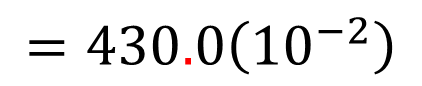 = 430.0(10⁻²)